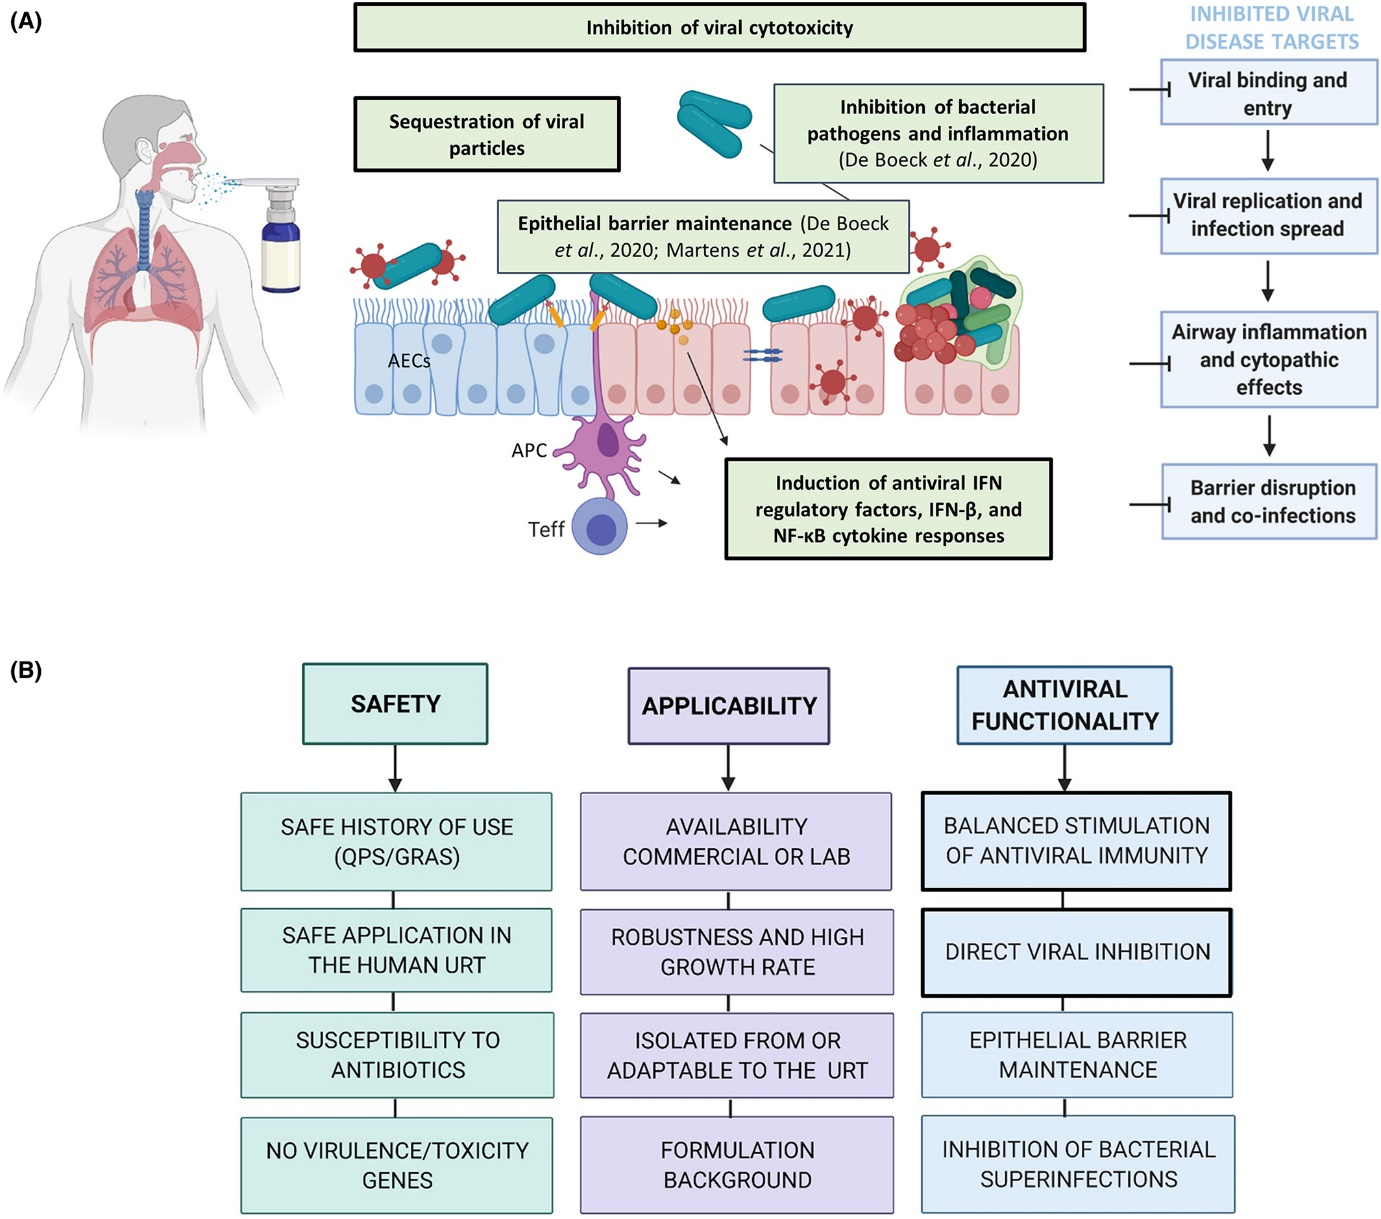 (A)
Inhibition of viral cytotoxicity
INHIBITED VIRAL
DISEASE TARGETS
Sequestration of viral
particles
Inhibition of bacterial
pathogens and inflammation
(De Boeck et al., 2020)
Viral binding and
entry
Epithelial barrier maintenance (De Boeck
et al., 2020; Martens et al., 2021)
Viral replication and
infection spread
AECs
Airway inflammation
and cytopathic
effects
APC
Teff
Induction of antiviral IFN
regulatory factors, IFN-β, and
NF-κB cytokine responses
Barrier disruption
and co-infections
(B)
SAFETY
SAFE HISTORY OF USE
(QPS/GRAS)
SAFE APPLICATION IN
THE HUMAN URT
SUSCEPTIBILITY TO
ANTIBIOTICS
NO VIRULENCE/TOXICITY
GENES
APPLICABILITY
AVAILABILITY
COMMERCIAL OR LAB
ROBUSTNESS AND HIGH
GROWTH RATE
ISOLATED FROM OR
ADAPTABLE TO THE URT
FORMULATION
BACKGROUND
ANTIVIRAL
FUNCTIONALITY
BALANCED STIMULATION
OF ANTIVIRAL IMMUNITY
DIRECT VIRAL INHIBITION
EPITHELIAL BARRIER
MAINTENANCE
INHIBITION OF BACTERIAL
SUPERINFECTIONS